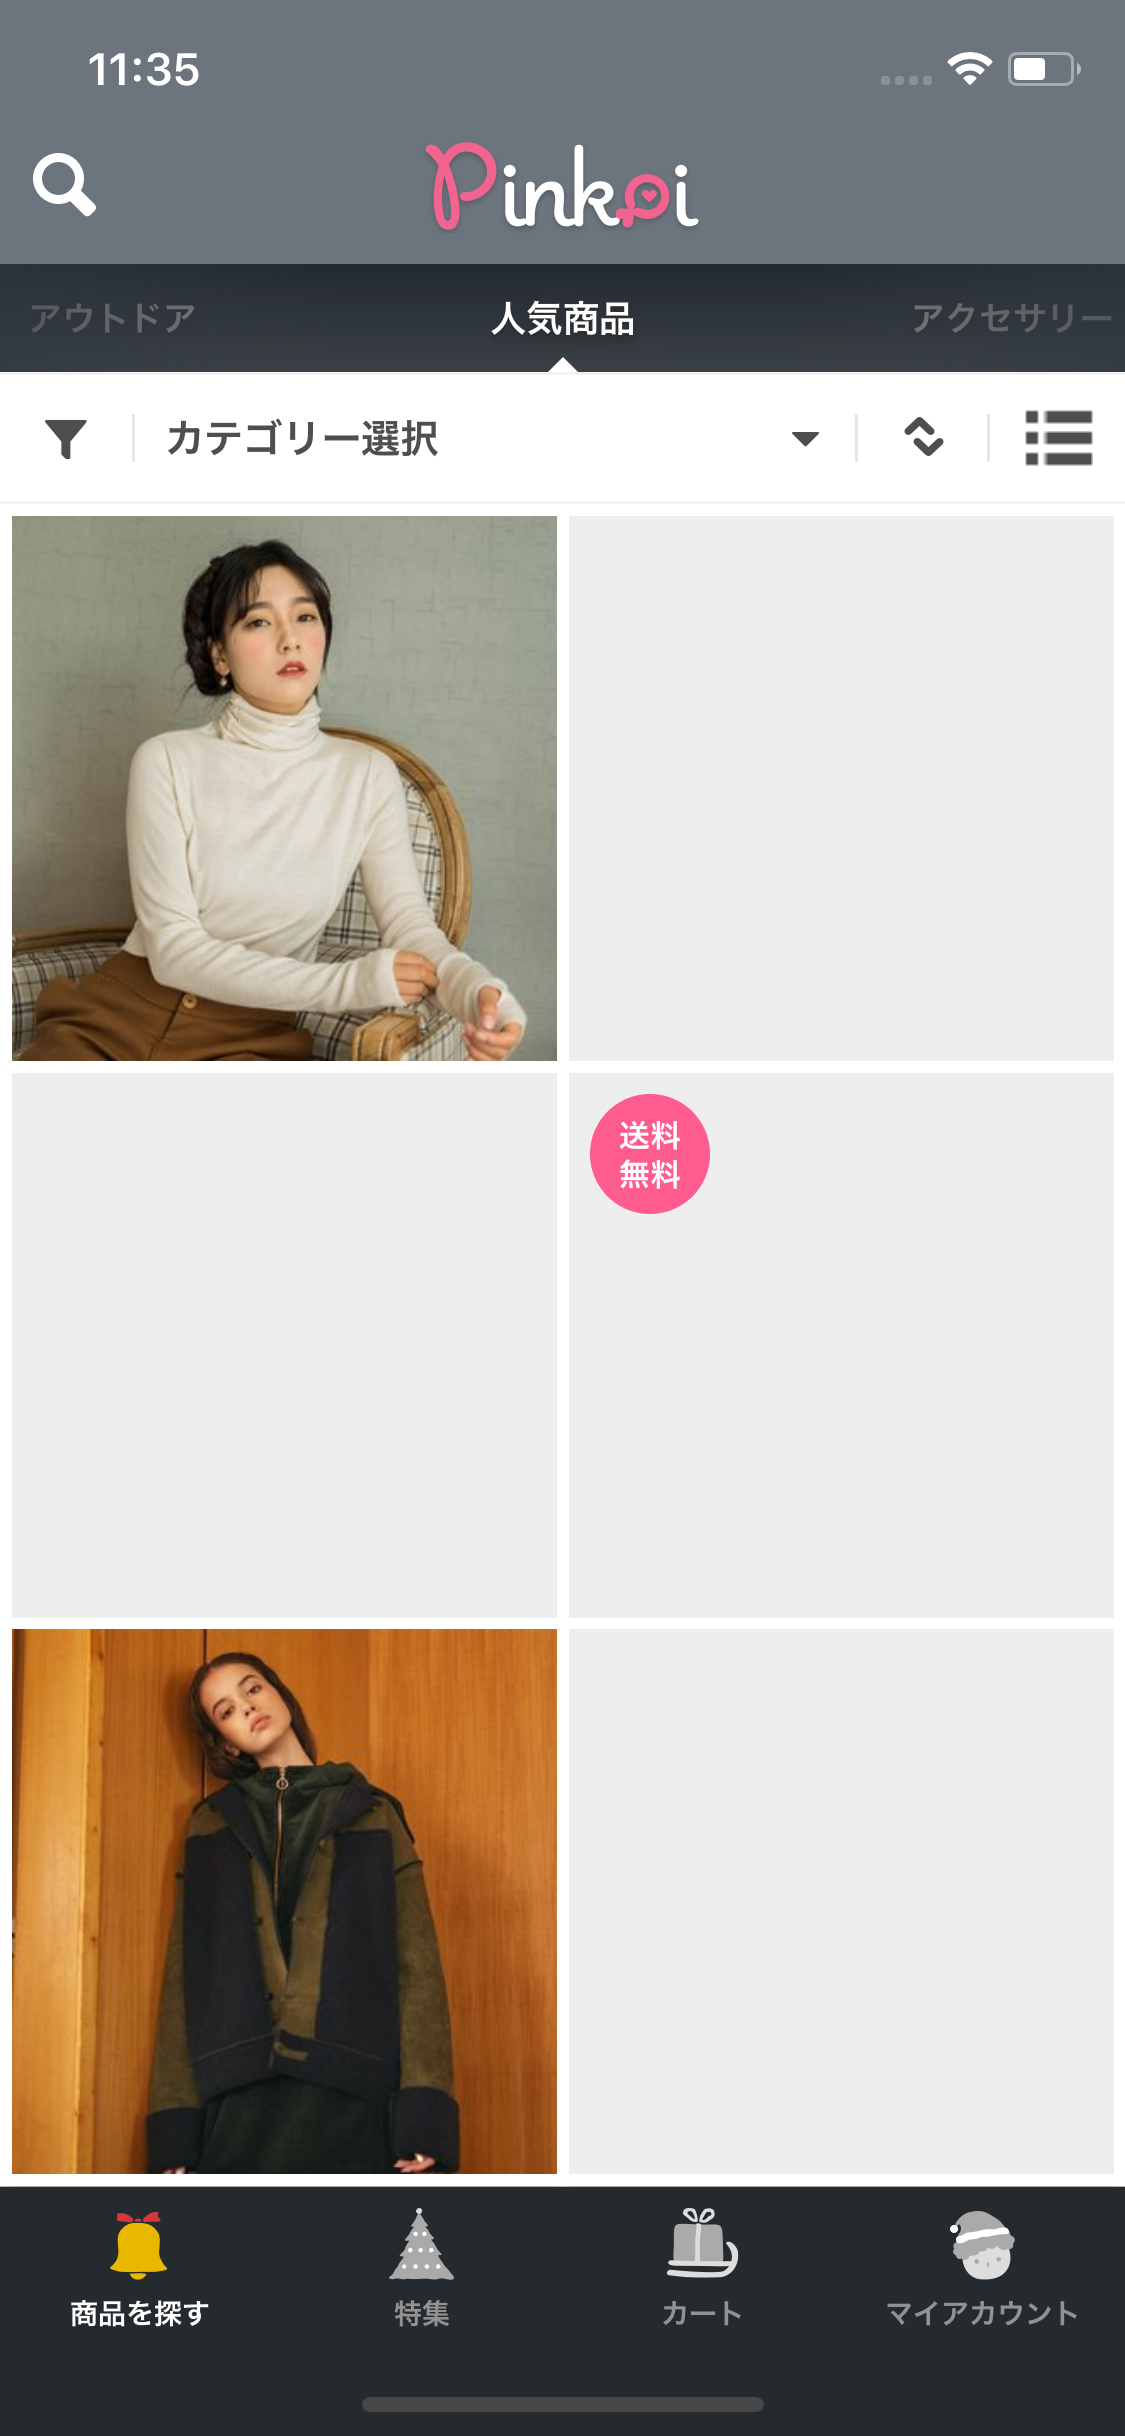 11:35
Pinkoi
アウトドア
人気商品
アクセサリー
カテゴリー選択
送料
無料
商品を探す
特集
カート
マイアカウント